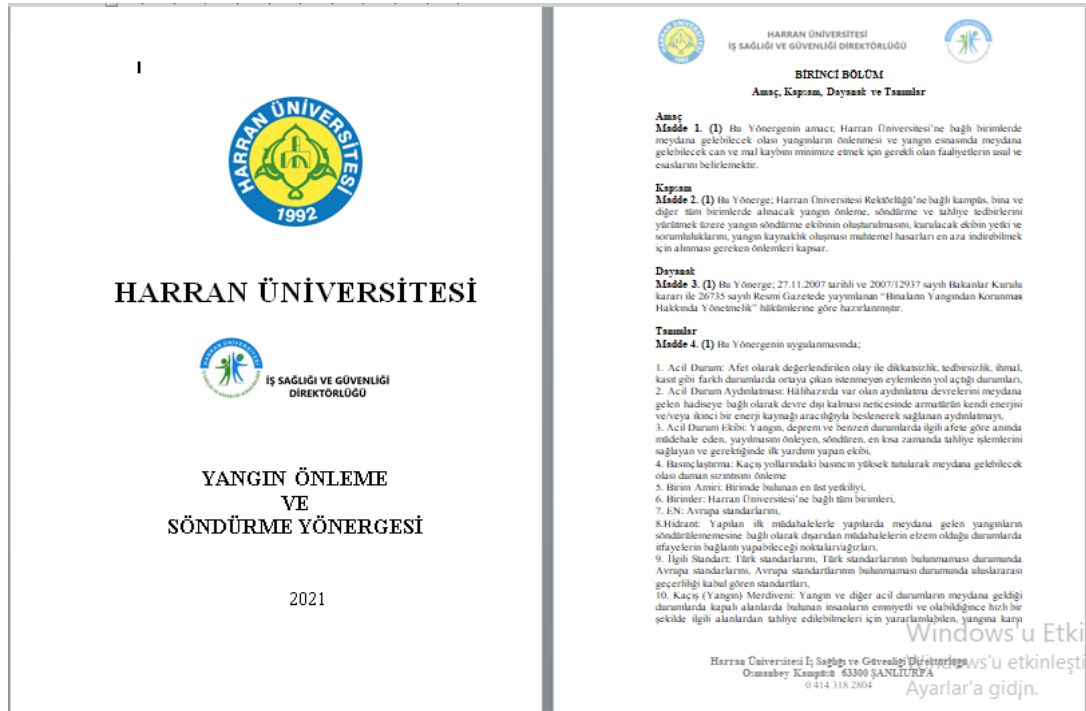 HARRAN ÜNİVERSİTESİ
1992
HARRAN ÜNİVERSİTESİ
HARRAN ÜNİVERSİTESİ
İŞ SAĞLIĞI VE GÜVENLİĞİ
DİREKTÖRLÜĞÜ
YANGIN ÖNLEME
VE
SÖNDÜRME YÖNERGESİ
2021
1992
HARRAN ÜNİVERSİTESİ
İŞ SAĞLIĞI VE GÜVENLİĞİ DİREKTÖRLÜĞÜ
BİRİNCİ BÖLÜM
Amaç, Kapsam, Dayanak ve Tanımlar
Amaç
Madde 1. (1) Bu Yönergenin amacı; Harran Üniversitesi’ne bağlı birimlerde
meydana gelebilecek olası yangınların önlenmesi ve yangın esnasında meydana
gelebilecek can ve mal kaybını minimize etmek için gerekli olan faaliyetlerin usul ve
esaslarını belirlemektir.
Kapsam
Madde 2. (1) Bu Yönerge; Harran Üniversitesi Rektörlüğü’ne bağlı kampüs, bina ve
diğer tüm birimlerde alınacak yangın önleme, söndürme ve tahliye tedbirlerini
yürütmek üzere yangın söndürme ekibinin oluşturulmasını, kurulacak ekibin yetki ve
sorumluluklarını, yangın kaynaklık oluşması muhtemel hasarları en aza indirebilmek
için alınması gereken önlemleri kapsar.
Dayanak
Madde 3. (1) Bu Yönerge; 27.11.2007 tarihli ve 2007/12937 sayılı Bakanlar Kurulu
kararı ile 26735 sayılı Resmi Gazetede yayımlanan “Binaların Yangından Korunması
Hakkında Yönetmelik” hükümlerine göre hazırlanmıştır.
Tanımlar
Madde 4. (1) Bu Yönergenin uygulanmasında;
1. Acil Durum: Afet olarak değerlendirilen olay ile dikkatsizlik, tedbirsizlik, ihmal,
kasıt gibi farklı durumlarda ortaya çıkan istenmeyen eylemlerin yol açtığı durumları,
2. Acil Durum Aydınlatması: Hâlihazırda var olan aydınlatma devrelerini meydana
gelen hadiseye bağlı olarak devre dışı kalması neticesinde armatürün kendi enerjisi
ve/veya ikinci bir enerji kaynağı aracılığıyla beslenerek sağlanan aydınlatmayı,
3. Acil Durum Ekibi: Yangın, deprem ve benzeri durumlarda ilgili afete göre anında
müdehale eden, yayılmasını önleyen, söndüren, en kısa zamanda tahliye işlemlerini
sağlayan ve gerektiğinde ilk yardımı yapan ekibi,
4. Basınçlaştırma: Kaçış yollarındaki basıncın yüksek tutularak meydana gelebilecek
olası duman sızıntısını önleme
5. Birim Amiri: Birimde bulunan en üst yetkiliyi,
6. Birimler: Harran Üniversitesi’ne bağlı tüm birimleri,
7. EN: Avrupa standarlarını,
8.Hidrant: Yapılan ilk müdahalelerle yapılarda meydana gelen yangınların
söndürülememesine bağlı olarak dışarıdan müdahalelerin elzem olduğu durumlarda
itfayelerin bağlantı yapabileceği noktaları/ağızları,
9. İlgili Standart: Türk standarlarını, Türk standarlarının bulunmaması durumunda
Avrupa standarlarını, Avrupa standartlarının bulunmaması durumunda uluslararası
geçerliliği kabul gören standartları,
10. Kaçış (Yangın) Merdiveni: Yangın ve diğer acil durumların meydana geldiği
durumlarda kapalı alanlarda bulunan insanların emniyetli ve olabildiğince hızlı bir
şekilde ilgili alanlardan tahliye edilebilmeleri için yararlanılabilen, yangına karşı
Harran Üniversitesi İş Sağlığı ve Güvenliği Direktörlüğü
Osmanbey Kampüsü 63300 ŞANLIURFA
0 414 318 2804
Windows'u Etki
Windows'u etkinleşti
Ayarlar'a gidin.